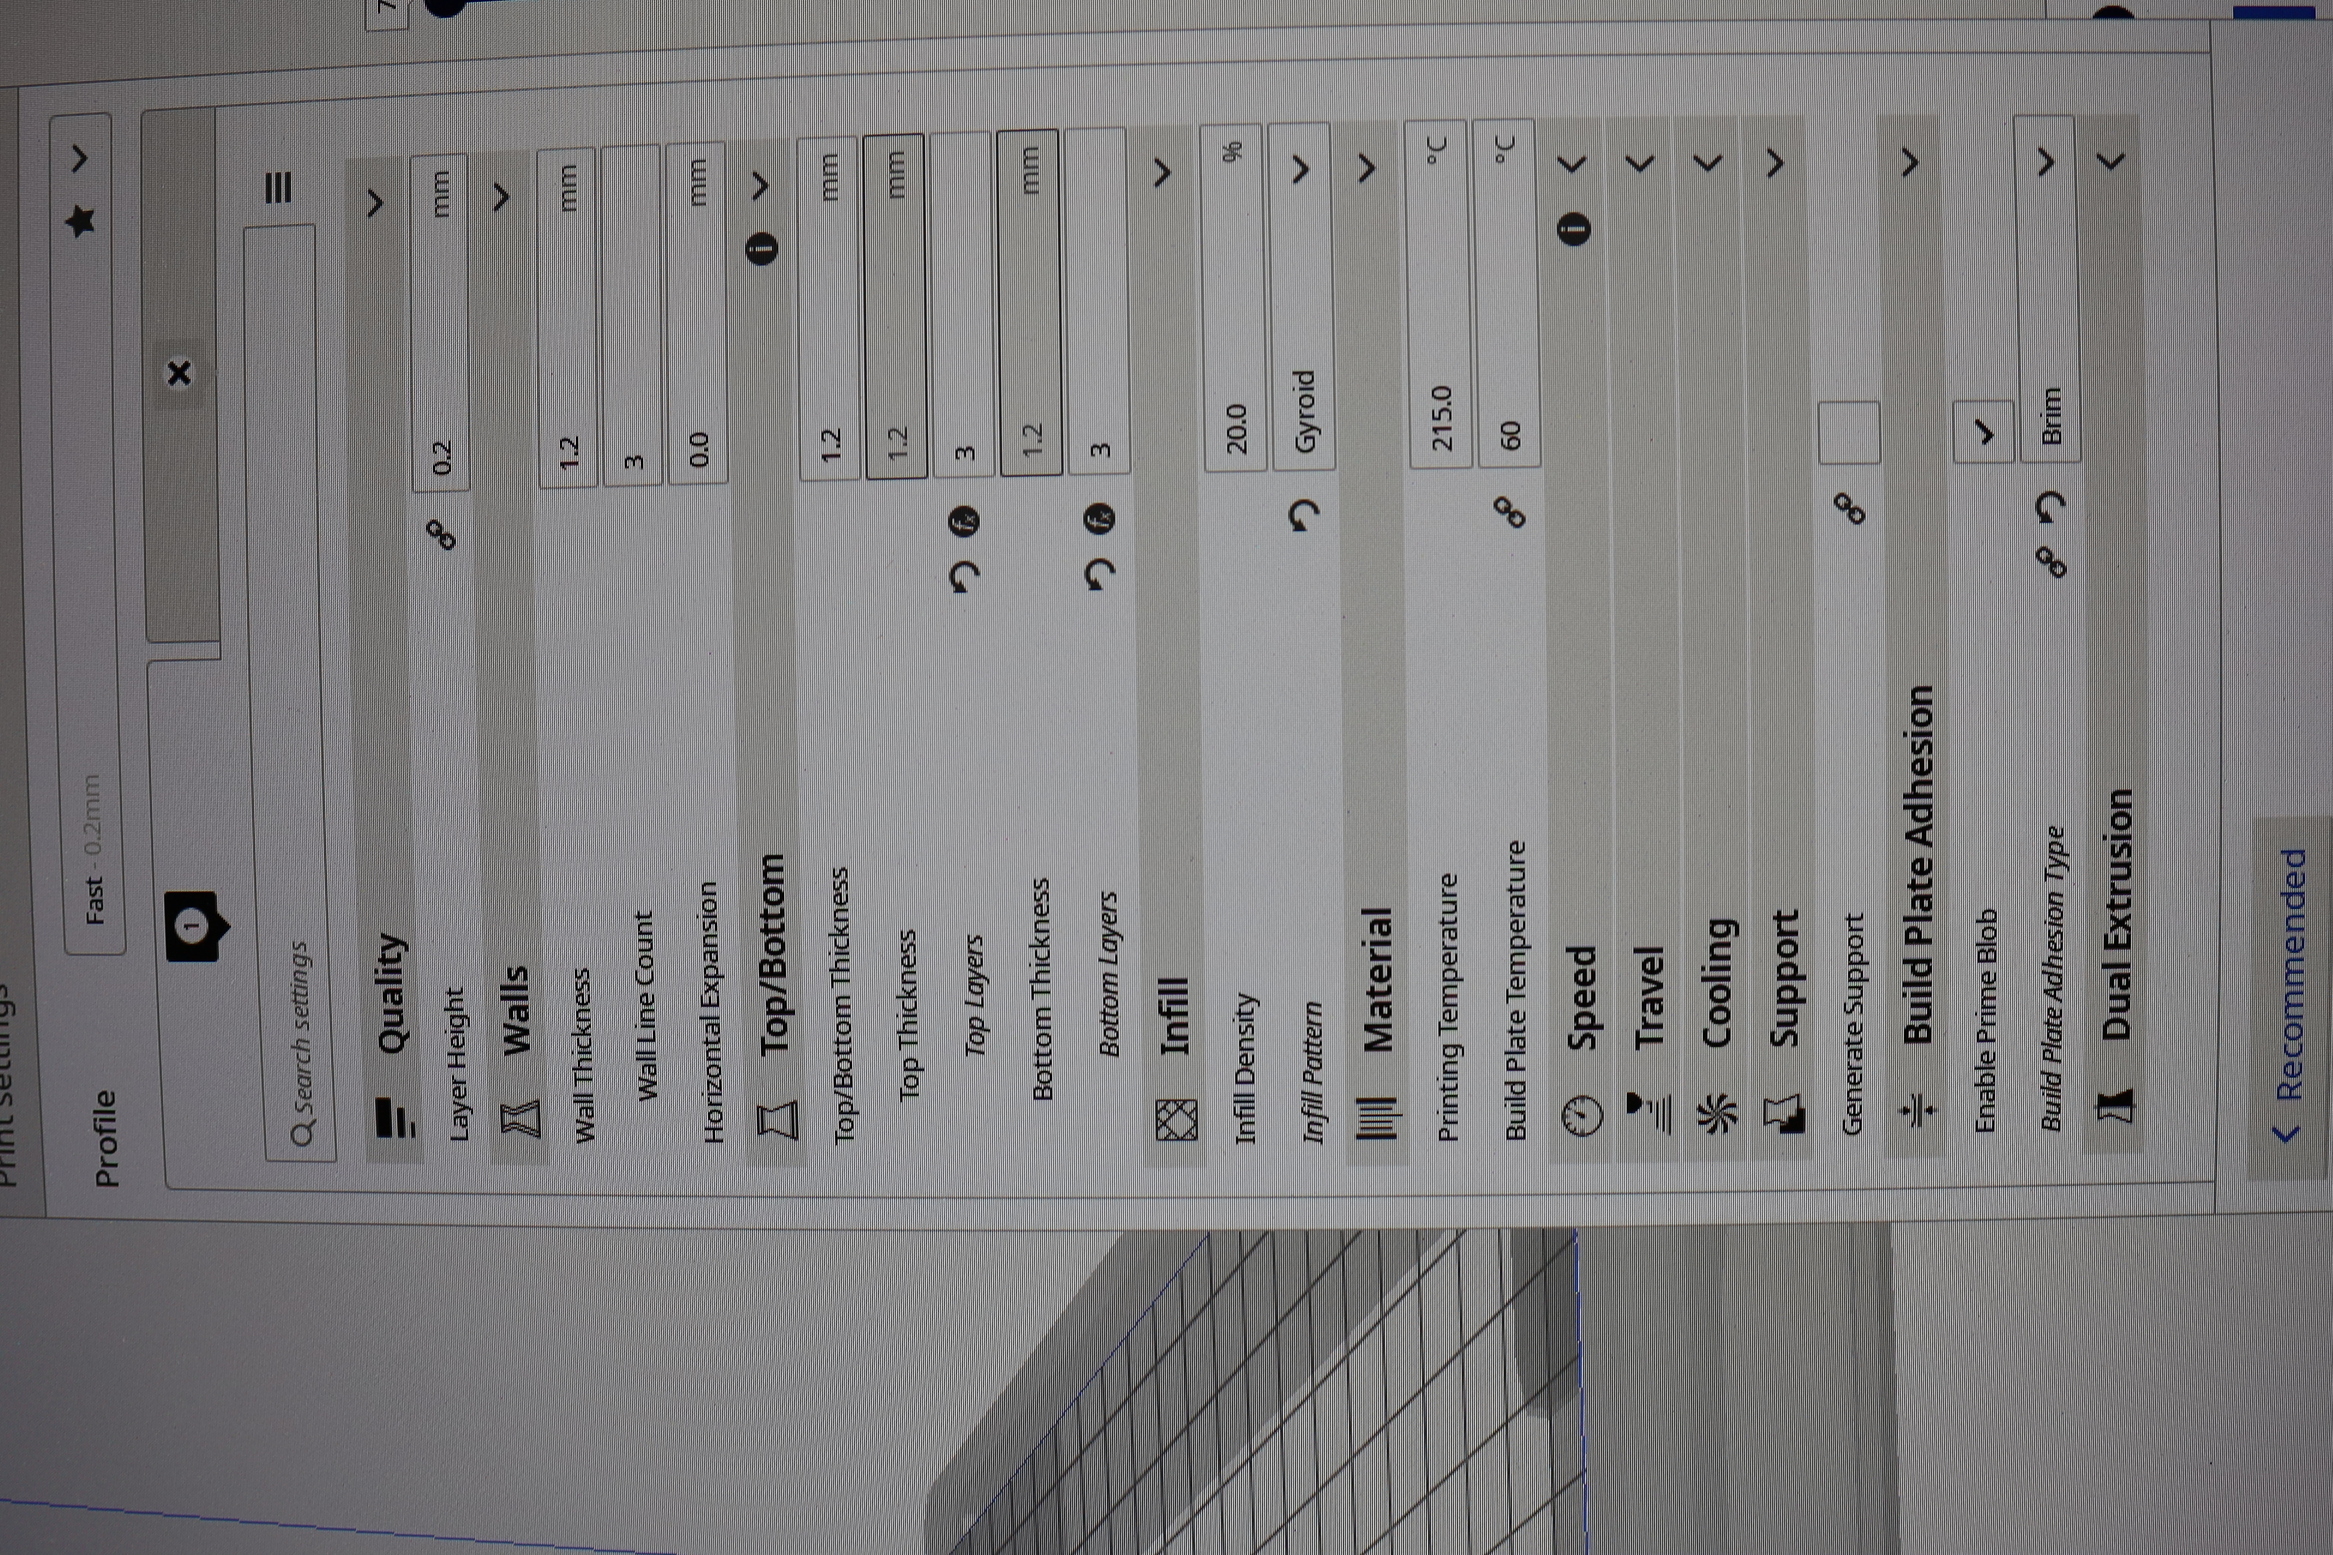 Print settings
Profile
Fast - 0.2mm
1
Search settings
Quality
Layer Height 0.2 mm
Walls
Wall Thickness 1.2 mm
Wall Line Count 3
Horizontal Expansion 0.0 mm
Top/Bottom
Top/Bottom Thickness 1.2 mm
Top Thickness 1.2 mm
Top Layers 3
Bottom Thickness 1.2 mm
Bottom Layers 3
Infill
Infill Density 20.0 %
Infill Pattern Gyroid
Material
Printing Temperature 215.0 °C
Build Plate Temperature 60 °C
Speed
Travel
Cooling
Support
Generate Support
Build Plate Adhesion
Enable Prime Blob
Build Plate Adhesion Type Brim
Dual Extrusion
Recommended